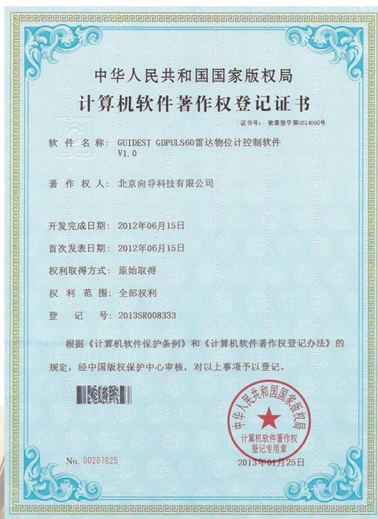 中华人民共和国国家版权局
计算机软件著作权登记证书
证书号： 软著登字第0514095号
软件名称： GUIDEST GDPULS60雷达物位计控制软件
V1.0
著作权人： 北京向导科技有限公司
开发完成日期： 2012年06月15日
首次发表日期： 2012年06月15日
权利取得方式： 原始取得
权利范围： 全部权利
登记号： 2013SR008333
根据《计算机软件保护条例》和《计算机软件著作权登记办法》的
规定，经中国版权保护中心审核，对以上事项予以登记。
中华人民共和国国家版权局
计算机软件著作权
登记专用章
No. 00297625
2013年01月25日